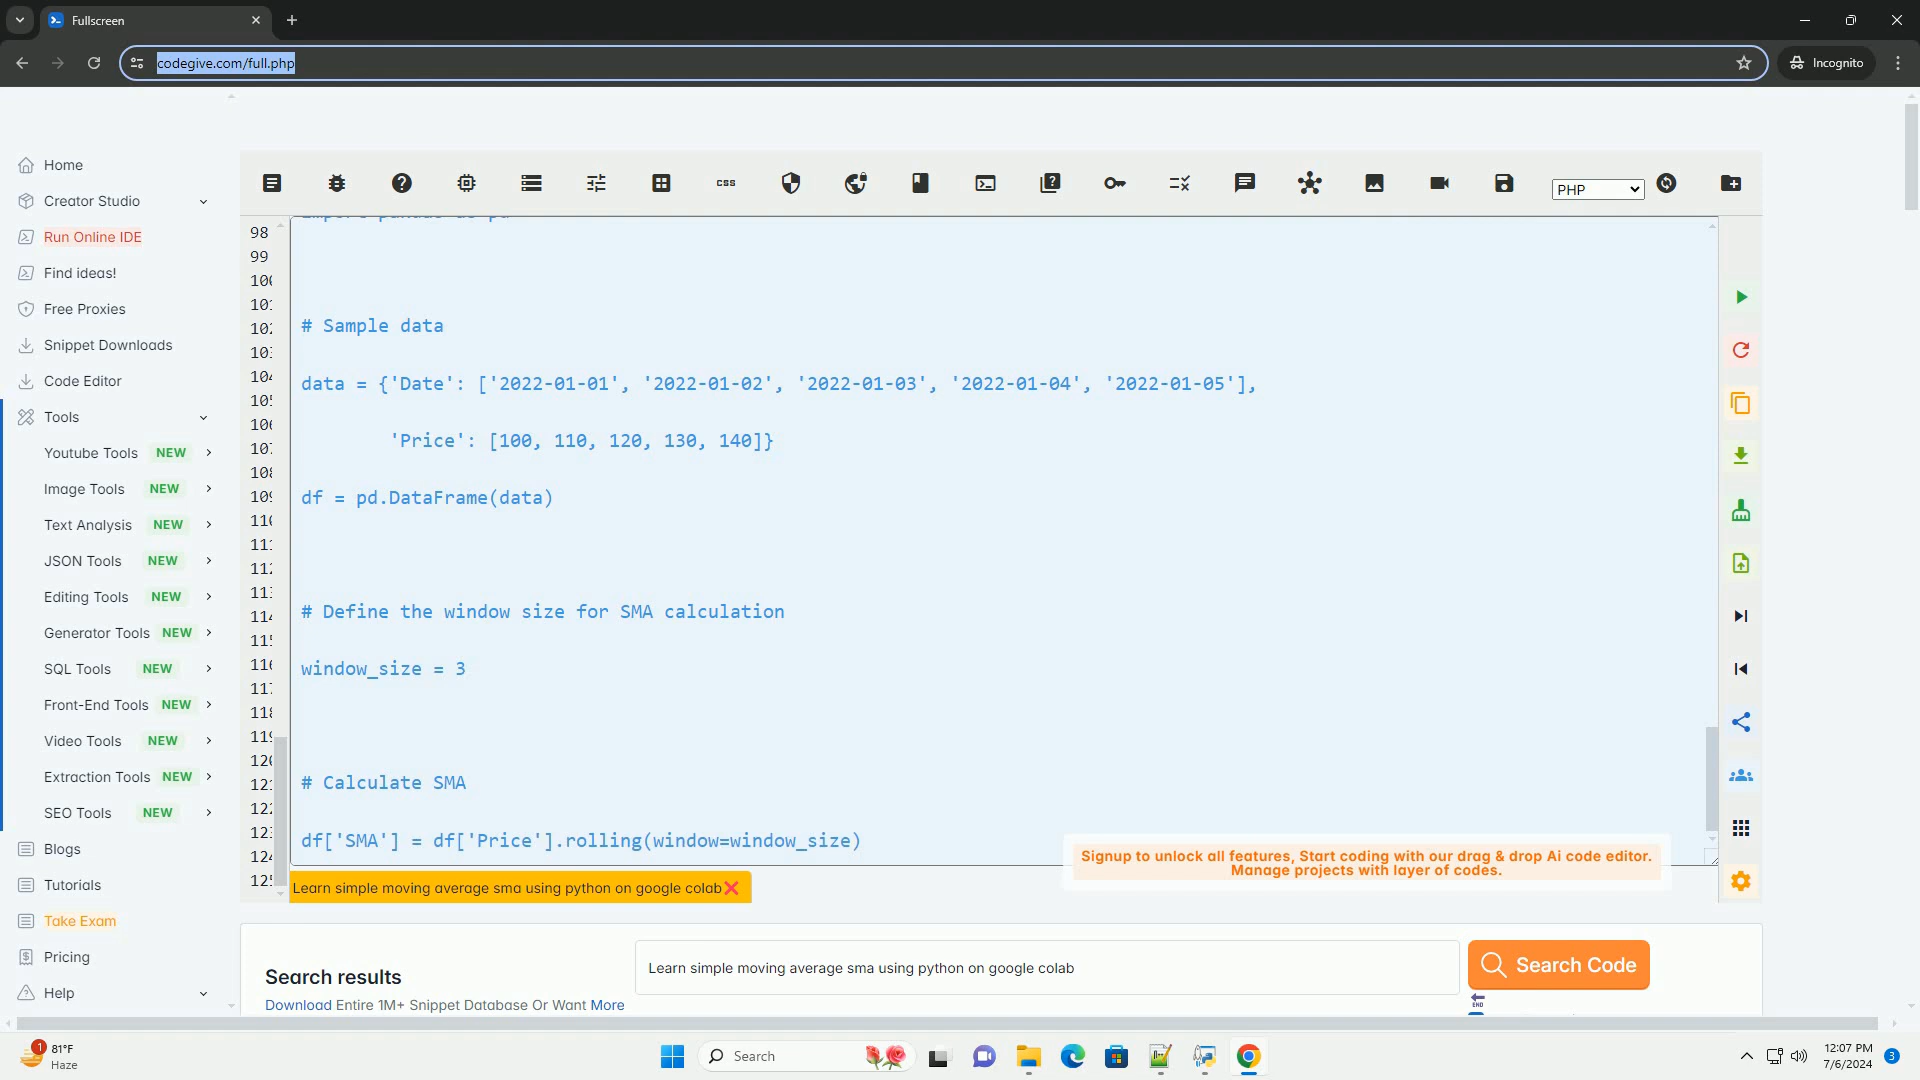 Fullscreen
codegive.com/full.php
Incognito
Home
Creator Studio
Run Online IDE
Find ideas!
Free Proxies
Snippet Downloads
Code Editor
Tools
Youtube Tools NEW
Image Tools NEW
Text Analysis NEW
JSON Tools NEW
Editing Tools NEW
Generator Tools NEW
SQL Tools NEW
Front-End Tools NEW
Video Tools NEW
Extraction Tools NEW
SEO Tools NEW
Blogs
Tutorials
Take Exam
Pricing
Help
css
PHP
98
99
# Sample data
data = {'Date': ['2022-01-01', '2022-01-02', '2022-01-03', '2022-01-04', '2022-01-05'],
'Price': [100, 110, 120, 130, 140]}
df = pd.DataFrame(data)
# Define the window size for SMA calculation
window_size = 3
# Calculate SMA
df['SMA'] = df['Price'].rolling(window=window_size)
Signup to unlock all features, Start coding with our drag & drop Ai code editor.
Manage projects with layer of codes.
Learn simple moving average sma using python on google colab
Search results
Download Entire 1M+ Snippet Database Or Want More
Learn simple moving average sma using python on google colab
Search Code
END
1
81°F
Haze
Search
12:07 PM
7/6/2024
3